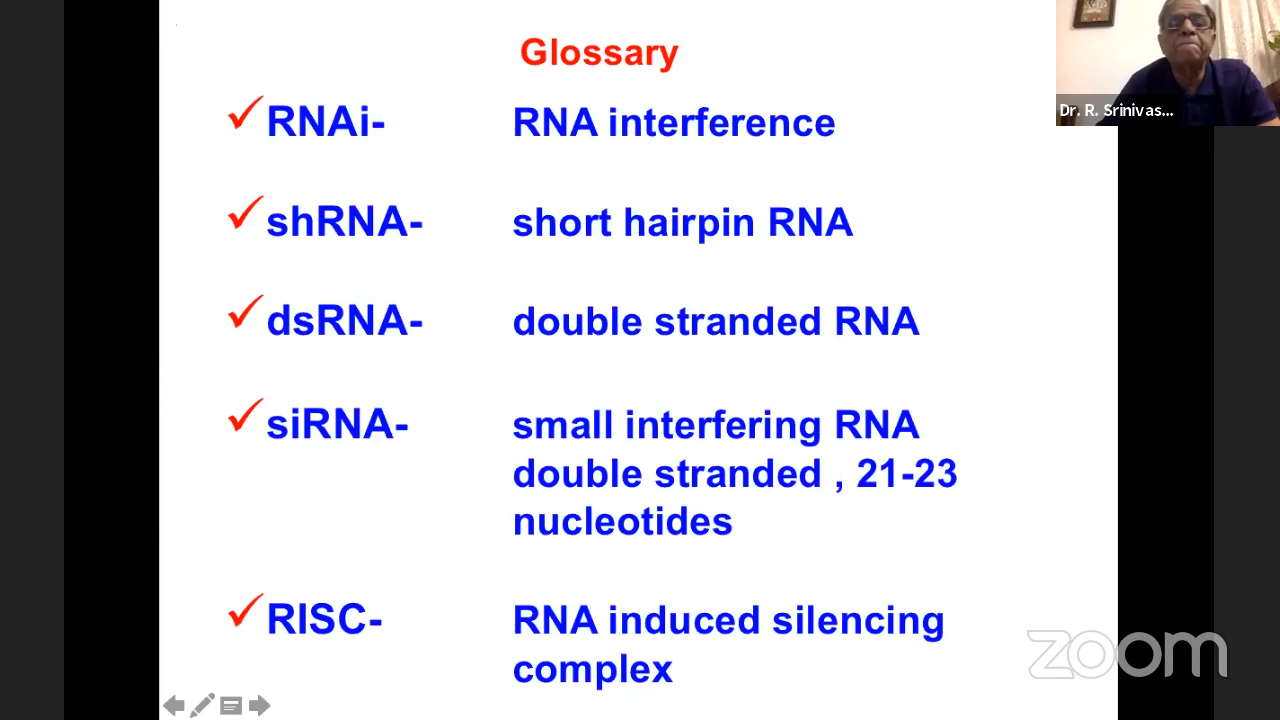 Glossary
RNAi- RNA interference
shRNA- short hairpin RNA
dsRNA- double stranded RNA
siRNA- small interfering RNA
double stranded , 21-23
nucleotides
RISC- RNA induced silencing
complex
Dr. R. Srinivas...
zoom